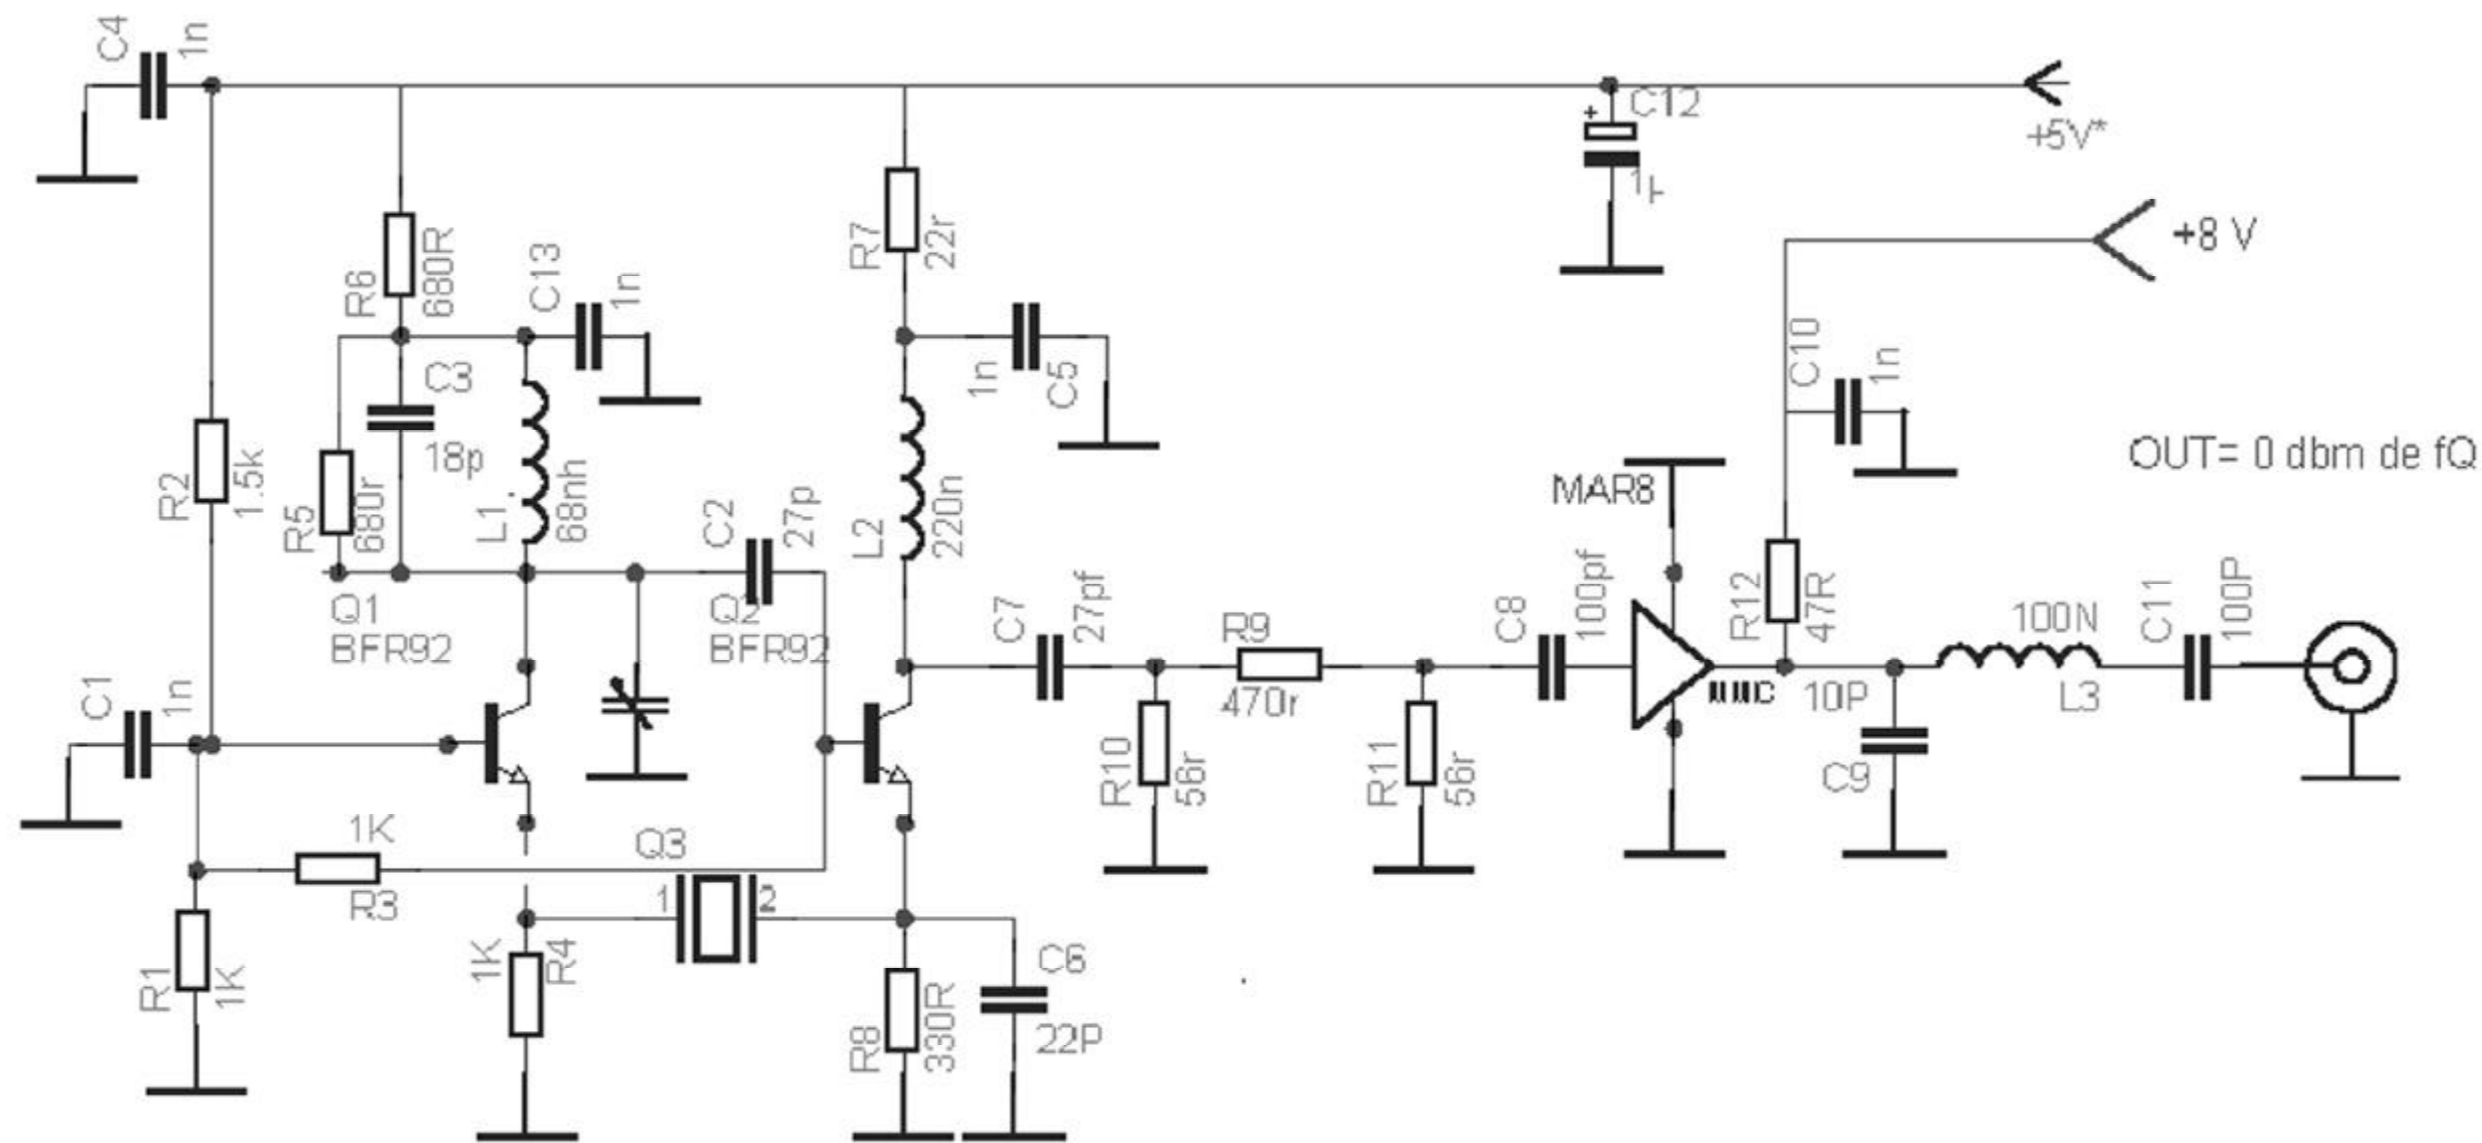 C4
1n
C12
+
+5V*
R6
680R
C13
1n
R7
22r
+8 V
C3
18p
1n
C5
C10
1n
R2
1.5k
R5
680r
L1
68nh
C2
27p
L2
220n
MAR8
OUT= 0 dbm de fQ
Q1
BFR92
Q2
BFR92
C7
27pf
R9
470r
C8
100pf
R12
47R
100N
L3
C11
100P
C1
1n
10P
C9
R10
56r
R11
56r
1K
R3
Q3
1
2
R1
1K
1K
R4
R8
330R
C6
22P